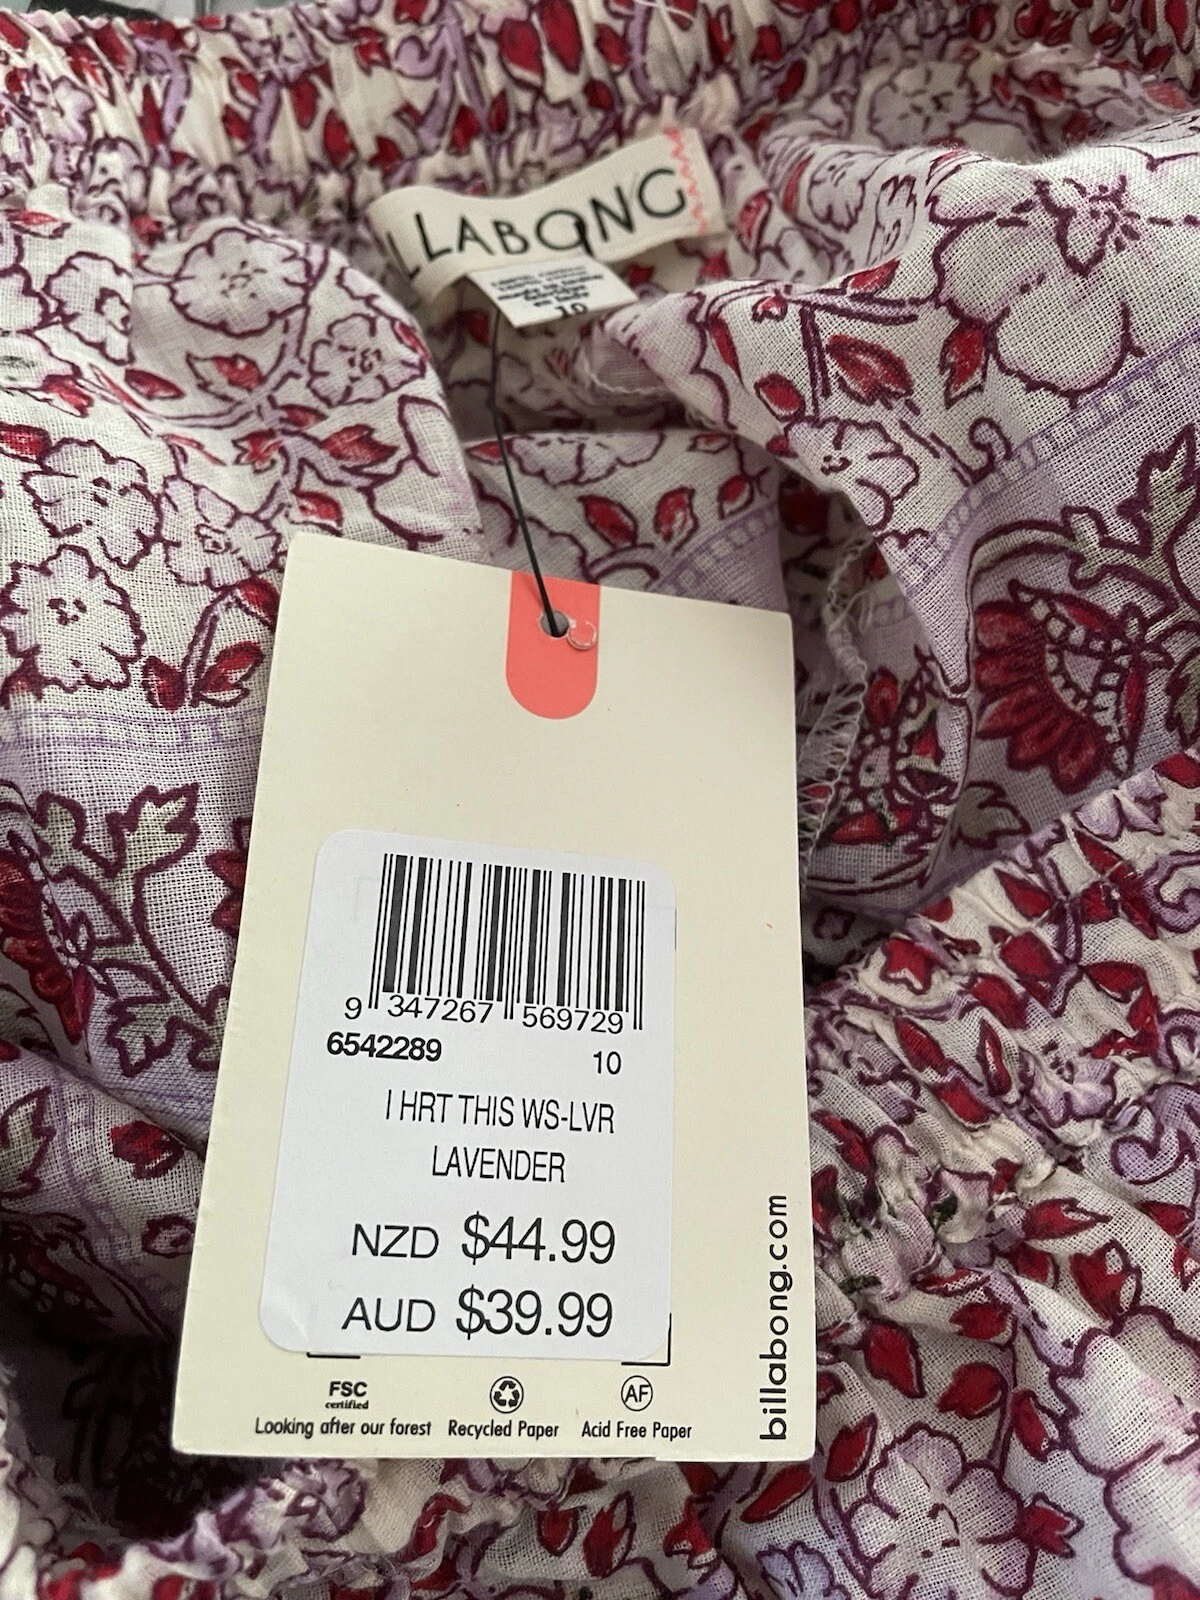 LLABONG
10
9 347267 569729
6542289 10
I HRT THIS WS-LVR
LAVENDER
NZD $44.99
AUD $39.99
FSC
certified
Looking after our forest
Recycled Paper
AF
Acid Free Paper
billabong.com